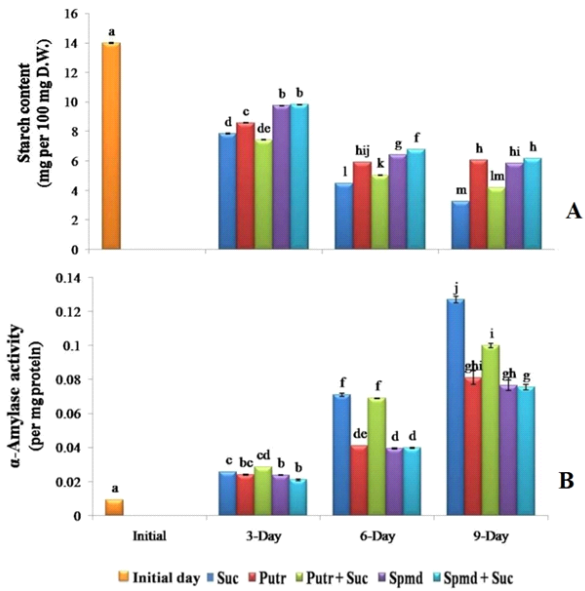 16
14
12
10
8
6
4
2
0
Starch content
(mg per 100 mg D.W.)
a
d c de b b
l hij k g f
m h lm hi h
A
0.14
0.12
0.1
0.08
0.06
0.04
0.02
0
α-Amylase activity
(per mg protein)
a
c bc cd b b
f de f d d
j ghi i gh g
B
Initial 3-Day 6-Day 9-Day
Initial day Suc Putr Putr + Suc Spmd Spmd + Suc